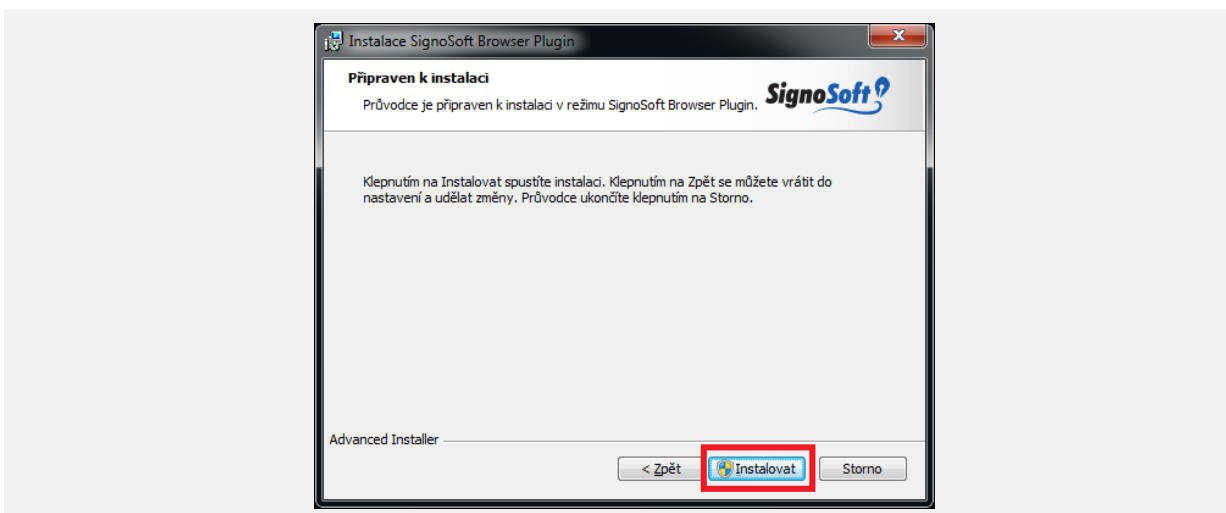 Instalace SignoSoft Browser Plugin
Připraven k instalaci
Průvodce je připraven k instalaci v režimu SignoSoft Browser Plugin.
SignoSoft
Klepnutím na Instalovat spustíte instalaci. Klepnutím na Zpět se můžete vrátit do
nastavení a udělat změny. Průvodce ukončíte klepnutím na Storno.
Advanced Installer
< Zpět Instalovat Storno